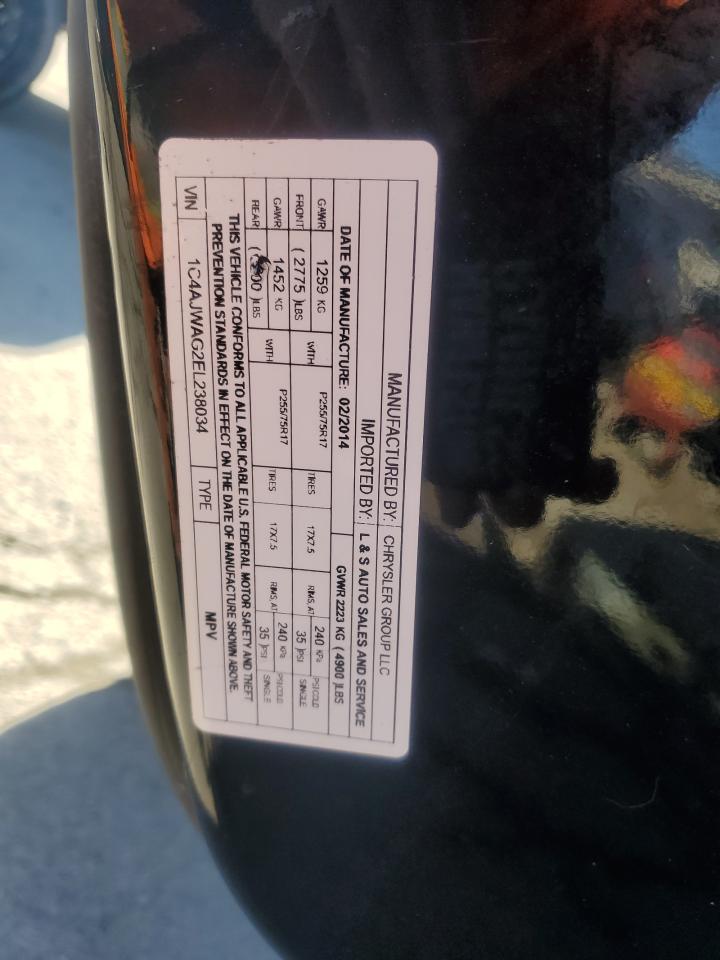 MANUFACTURED BY: CHRYSLER GROUP LLC
IMPORTED BY: L & S AUTO SALES AND SERVICE
DATE OF MANUFACTURE: 02/2014 GVWR 2223 KG ( 4900 )LBS
GAWR 1259 KG WITH P255/75R17 TIRES 17X7.5 RIMS, AT 240 KPa PSI/COLD
FRONT ( 2775 )LBS 35 )PSI SINGLE
GAWR 1452 KG WITH P255/75R17 TIRES 17X7.5 RIMS, AT 240 KPa PSI/COLD
REAR ( 00 )LBS 35 )PSI SINGLE
THIS VEHICLE CONFORMS TO ALL APPLICABLE U.S. FEDERAL MOTOR SAFETY AND THEFT
PREVENTION STANDARDS IN EFFECT ON THE DATE OF MANUFACTURE SHOWN ABOVE.
VIN 1C4AJWAG2EL238034 TYPE MPV